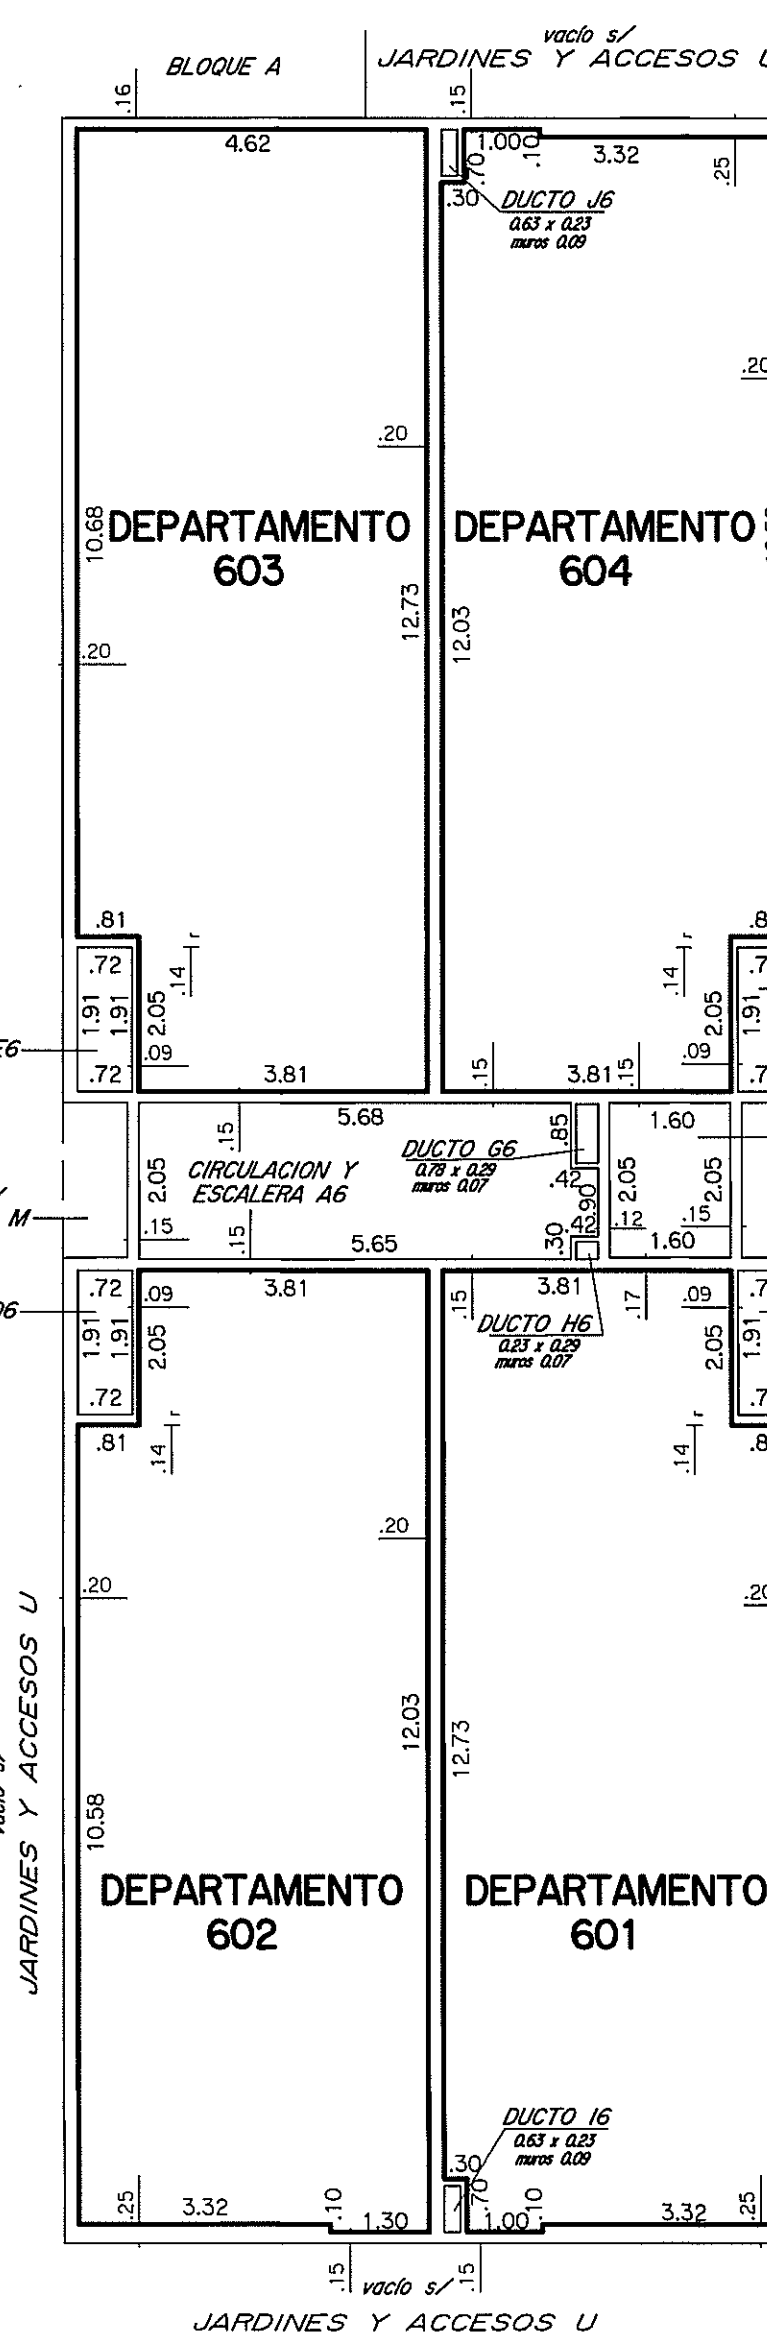 vacío s/
BLOQUE A
JARDINES Y ACCESOS U
.16
.15
4.62
1.00
.10
3.32
.25
.70
.30
DUCTO J6
0.63 x 0.23
muros 0.09
.20
.20
10.68
DEPARTAMENTO
603
DEPARTAMENTO
604
12.73
12.03
.20
.81
.72
1.91
1.91
2.05
.14
r
.09
.72
3.81
.15
3.81
.15
.14
r
.09
2.05
1.91
5.68
.15
CIRCULACION Y
ESCALERA A6
2.05
.15
.15
5.65
DUCTO G6
0.78 x 0.29
muros 0.07
.85
.42
.90
.42
.30
1.60
2.05
2.05
.12
.15
1.60
M
.72
.09
3.81
1.91
1.91
2.05
.72
.81
.14
r
3.81
.15
DUCTO H6
0.23 x 0.29
muros 0.07
.17
.09
2.05
1.91
.14
r
.20
.20
.20
vacío s/
JARDINES Y ACCESOS U
12.03
12.73
10.58
DEPARTAMENTO
602
DEPARTAMENTO
601
DUCTO I6
0.63 x 0.23
muros 0.09
.30
.70
.25
3.32
.10
1.30
1.00
.10
3.32
.25
.15
vacío s/
.15
JARDINES Y ACCESOS U